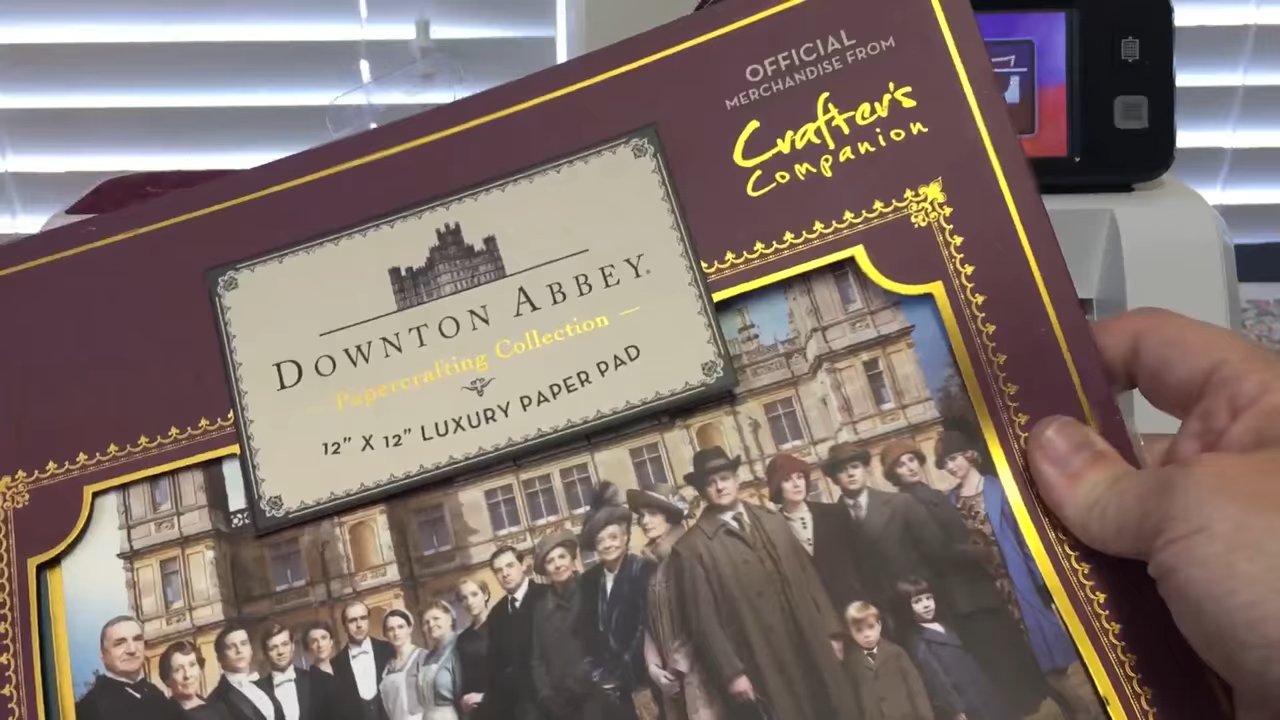 OFFICIAL
MERCHANDISE FROM
Crafter's
Companion
DOWNTON ABBEY.
Papercrafting Collection
12" X 12" LUXURY PAPER PAD